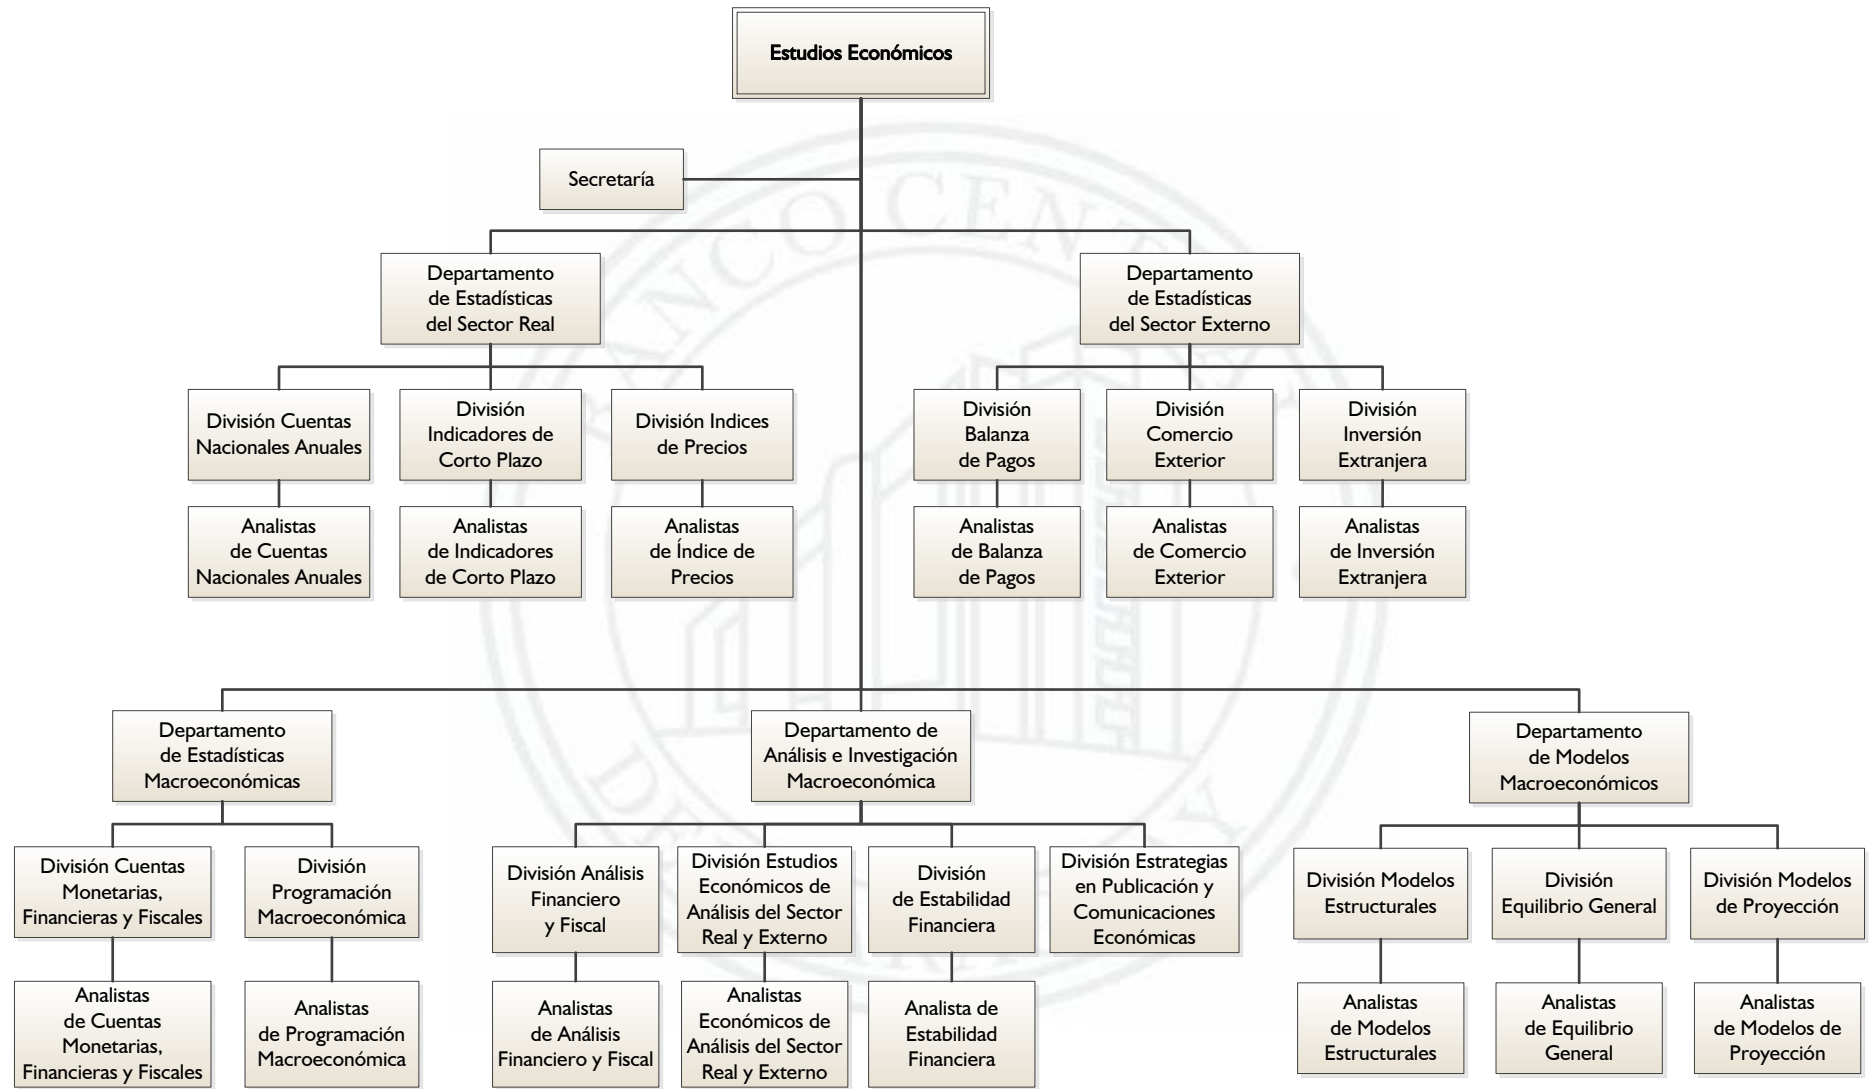 Estudios Económicos
Secretaría
Departamento
de Estadísticas
del Sector Real
Departamento
de Estadísticas
del Sector Externo
División Cuentas
Nacionales Anuales
División
Indicadores de
Corto Plazo
División Indices
de Precios
División
Balanza
de Pagos
División
Comercio
Exterior
División
Inversión
Extranjera
Analistas
de Cuentas
Nacionales Anuales
Analistas
de Indicadores
de Corto Plazo
Analistas
de Índice de
Precios
Analistas
de Balanza
de Pagos
Analistas
de Comercio
Exterior
Analistas
de Inversión
Extranjera
Departamento
de Estadísticas
Macroeconómicas
Departamento de
Análisis e Investigación
Macroeconómica
Departamento
de Modelos
Macroeconómicos
División Cuentas
Monetarias,
Financieras y Fiscales
División
Programación
Macroeconómica
División Análisis
Financiero
y Fiscal
División Estudios
Económicos de
Análisis del Sector
Real y Externo
División
de Estabilidad
Financiera
División Estrategias
en Publicación y
Comunicaciones
Económicas
División Modelos
Estructurales
División
Equilibrio General
División Modelos
de Proyección
Analistas
de Cuentas
Monetarias,
Financieras y Fiscales
Analistas
de Programación
Macroeconómica
Analistas
de Análisis
Financiero y Fiscal
Analistas
Económicos de
Análisis del Sector
Real y Externo
Analista de
Estabilidad
Financiera
Analistas
de Modelos
Estructurales
Analistas
de Equilibrio
General
Analistas
de Modelos de
Proyección